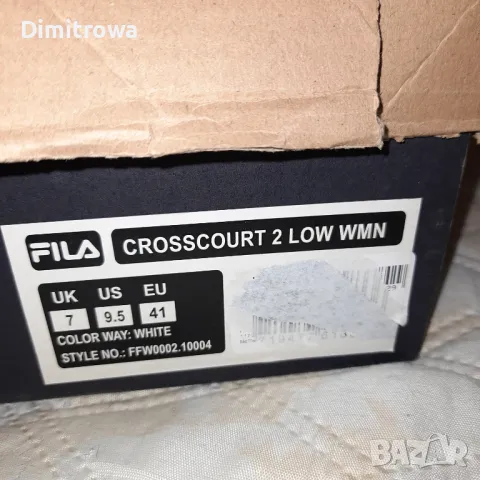 Dimitrowa
FILA CROSSCOURT 2 LOW WMN
UK US EU
7 9.5 41
COLOR WAY: WHITE
STYLE NO.: FFW0002.10004
BAZAR